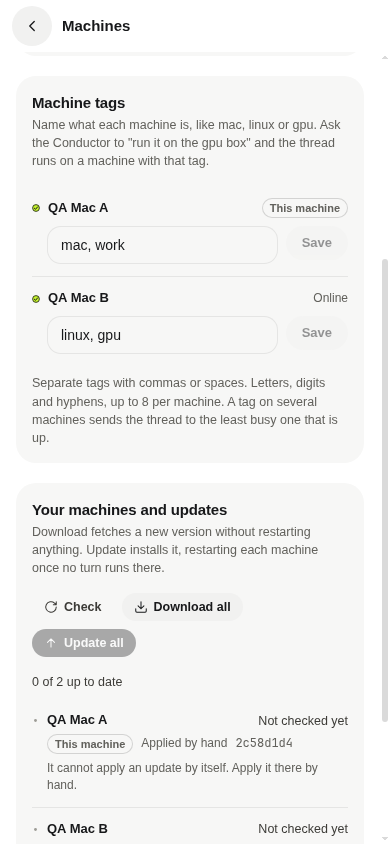 Machines
Machine tags
Name what each machine is, like mac, linux or gpu. Ask
the Conductor to "run it on the gpu box" and the thread
runs on a machine with that tag.
QA Mac A This machine
mac, work Save
QA Mac B Online
linux, gpu Save
Separate tags with commas or spaces. Letters, digits
and hyphens, up to 8 per machine. A tag on several
machines sends the thread to the least busy one that is
up.
Your machines and updates
Download fetches a new version without restarting
anything. Update installs it, restarting each machine
once no turn runs there.
Check Download all
Update all
0 of 2 up to date
QA Mac A Not checked yet
This machine Applied by hand 2c58d1d4
It cannot apply an update by itself. Apply it there by
hand.
QA Mac B Not checked yet